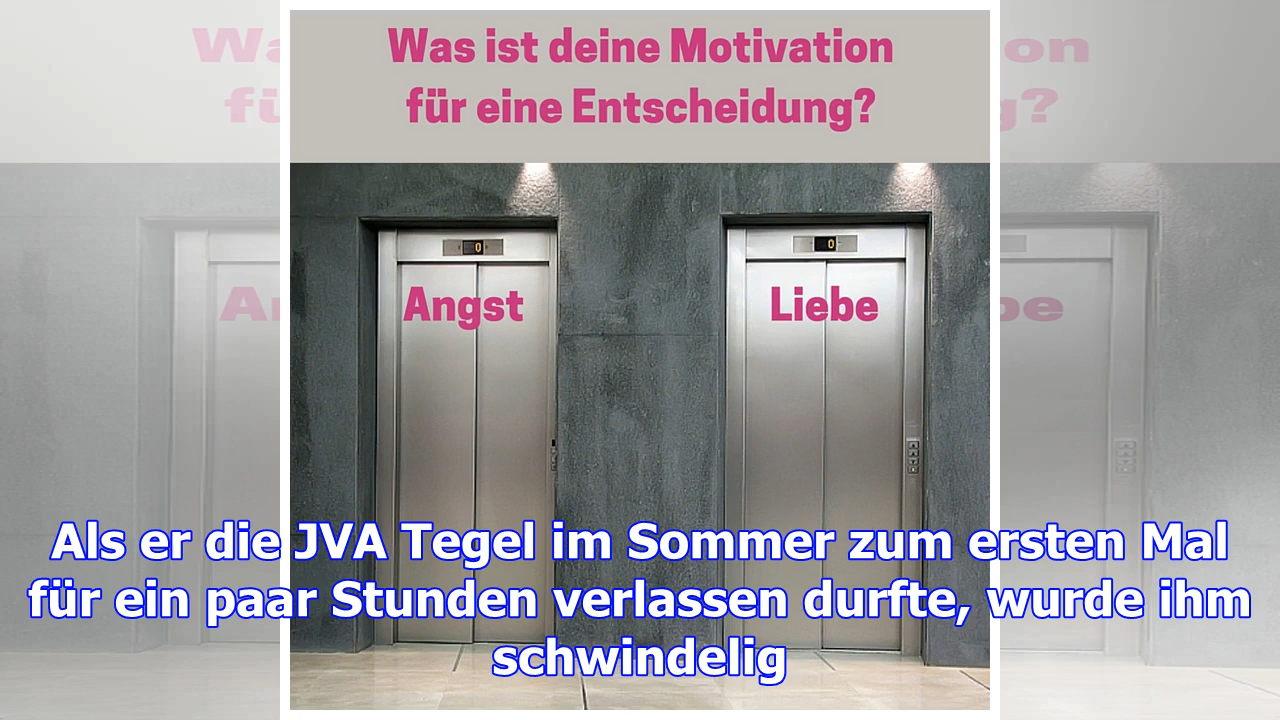 Was ist deine Motivation
für eine Entscheidung?
0
0
Angst
Liebe
Als er die JVA Tegel im Sommer zum ersten Mal
für ein paar Stunden verlassen durfte, wurde ihm
schwindelig